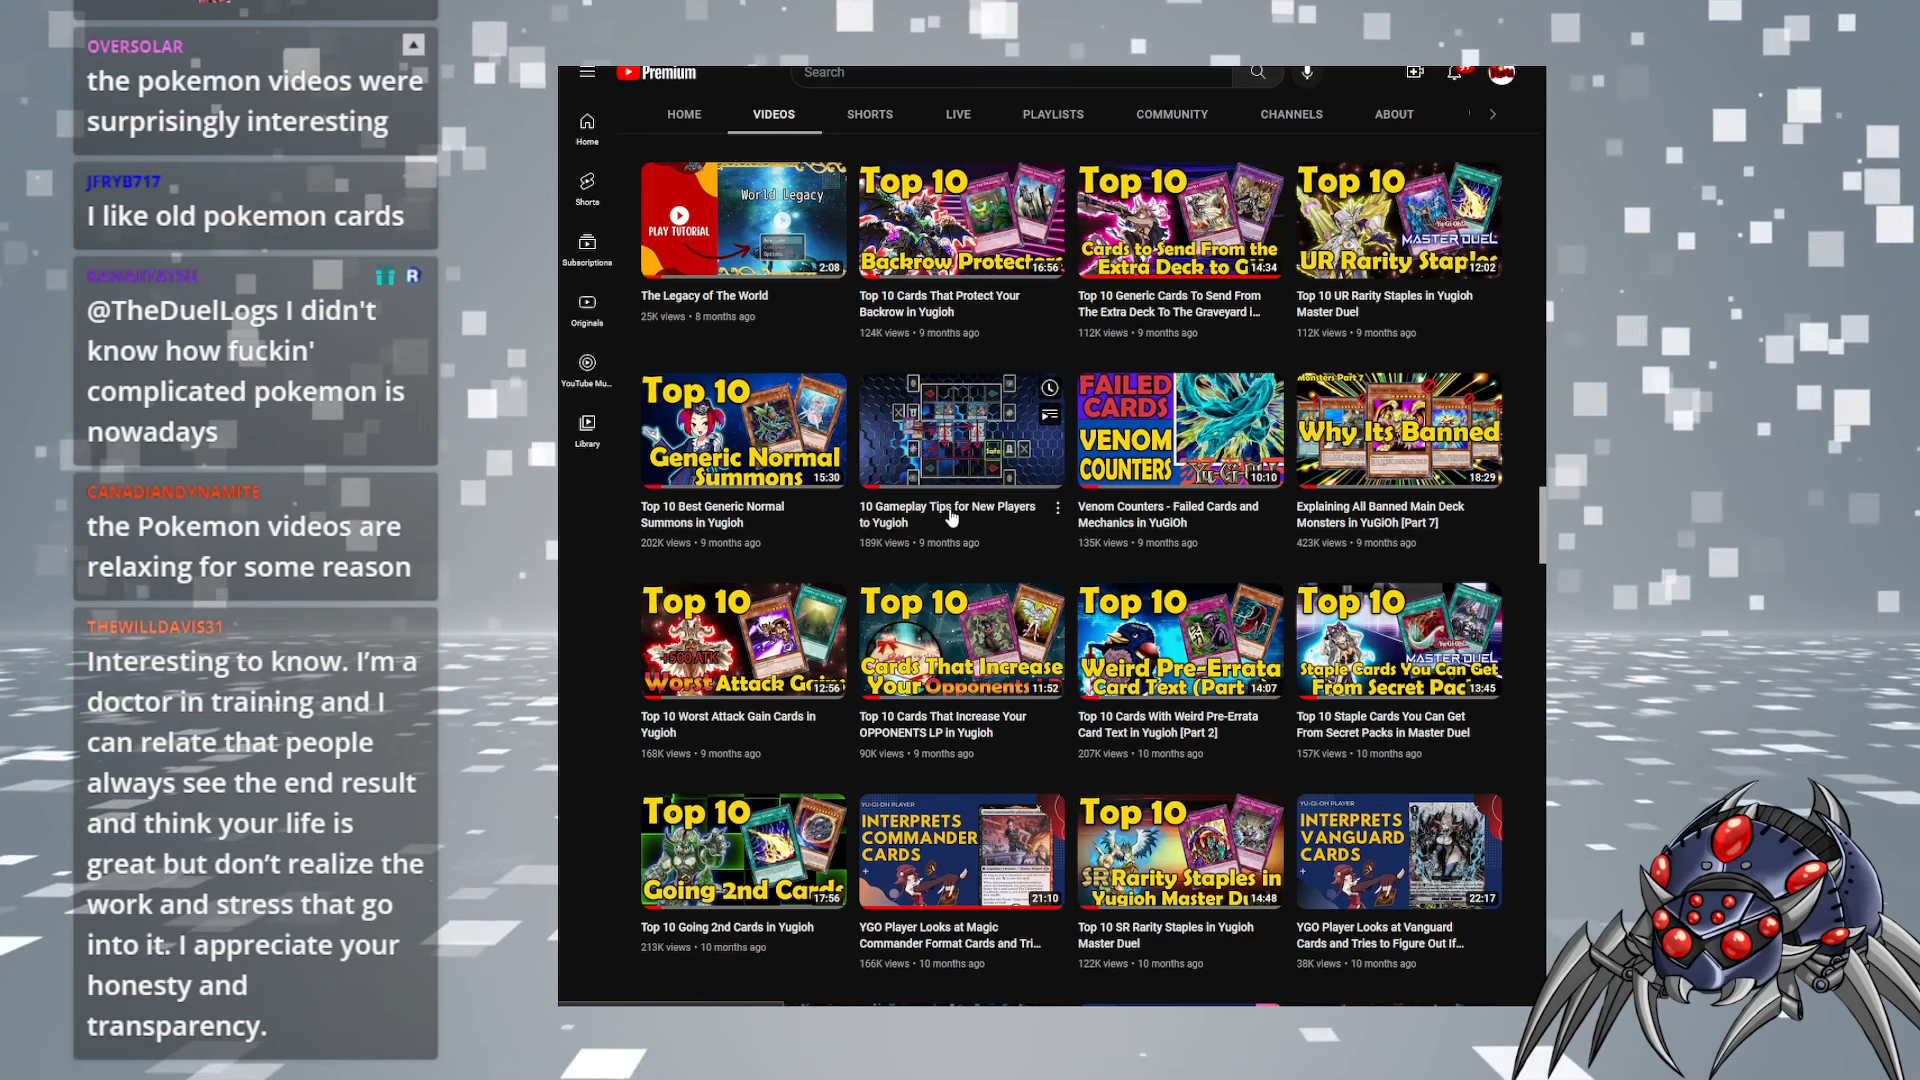 OVERSOLAR
the pokemon videos were
surprisingly interesting
JFRYB717
I like old pokemon cards
KAWAIITATSU
@TheDuelLogs I didn't
know how fuckin'
complicated pokemon is
nowadays
CANADIANDYNAMITE
the Pokemon videos are
relaxing for some reason
THEWILLDAVIS31
Interesting to know. I'm a
doctor in training and I
can relate that people
always see the end result
and think your life is
great but don't realize the
work and stress that go
into it. I appreciate your
honesty and
transparency.
Premium
Search
HOME VIDEOS SHORTS LIVE PLAYLISTS COMMUNITY CHANNELS ABOUT
Home
Shorts
Subscriptions
Originals
YouTube Mu...
Library
World Legacy
PLAY TUTORIAL
2:08
The Legacy of The World
25K views • 8 months ago
Top 10
Backrow Protectors
16:56
Top 10 Cards That Protect Your
Backrow in Yugioh
124K views • 9 months ago
Top 10
Cards to Send From the
Extra Deck to G
14:34
Top 10 Generic Cards To Send From
The Extra Deck To The Graveyard i...
112K views • 9 months ago
Top 10
Yu-Gi-Oh!
MASTER DUEL
UR Rarity Staples
12:02
Top 10 UR Rarity Staples in Yugioh
Master Duel
112K views • 9 months ago
Top 10
Generic Normal
Summons
15:30
Top 10 Best Generic Normal
Summons in Yugioh
202K views • 9 months ago
Safe
10 Gameplay Tips for New Players
to Yugioh
189K views • 9 months ago
FAILED
CARDS
VENOM
COUNTERS
Yu-Gi-Oh!
10:10
Venom Counters - Failed Cards and
Mechanics in YuGiOh
135K views • 9 months ago
Monsters Part 7
Why Its Banned
18:29
Explaining All Banned Main Deck
Monsters in YuGiOh [Part 7]
423K views • 9 months ago
Top 10
+500 ATK
Worst Attack Gain
12:56
Top 10 Worst Attack Gain Cards in
Yugioh
168K views • 9 months ago
Top 10
Cards That Increase
Your Opponents
11:52
Top 10 Cards That Increase Your
OPPONENTS LP in Yugioh
90K views • 9 months ago
Top 10
Weird Pre-Errata
Card Text (Part
14:07
Top 10 Cards With Weird Pre-Errata
Card Text in Yugioh [Part 2]
207K views • 10 months ago
Top 10
Yu-Gi-Oh!
MASTER DUEL
Staple Cards You Can Get
From Secret Pac
13:45
Top 10 Staple Cards You Can Get
From Secret Packs in Master Duel
157K views • 10 months ago
Top 10
Going 2nd Cards
17:56
Top 10 Going 2nd Cards in Yugioh
213K views • 10 months ago
YU-GI-OH PLAYER
INTERPRETS
COMMANDER
CARDS
21:10
YGO Player Looks at Magic
Commander Format Cards and Tri...
166K views • 10 months ago
Top 10
SR Rarity Staples in
Yugioh Master Du
14:48
Top 10 SR Rarity Staples in Yugioh
Master Duel
122K views • 10 months ago
YU-GI-OH PLAYER
INTERPRETS
VANGUARD
CARDS
22:17
YGO Player Looks at Vanguard
Cards and Tries to Figure Out If...
38K views • 10 months ago